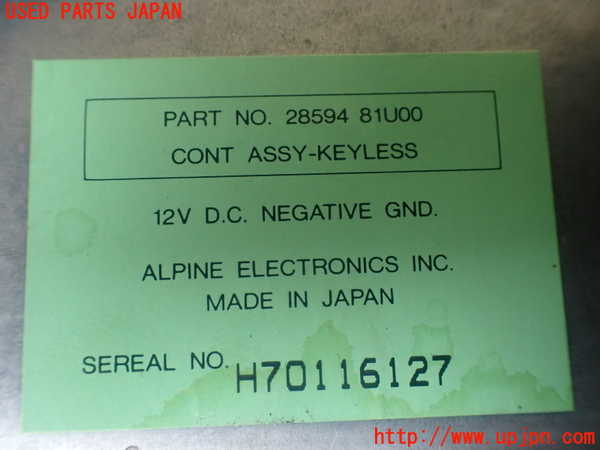 USED PARTS JAPAN
PART NO. 28594 81U00
CONT ASSY-KEYLESS
12V D.C. NEGATIVE GND.
ALPINE ELECTRONICS INC.
MADE IN JAPAN
SEREAL NO. H70116127
http://www.upjpn.com/